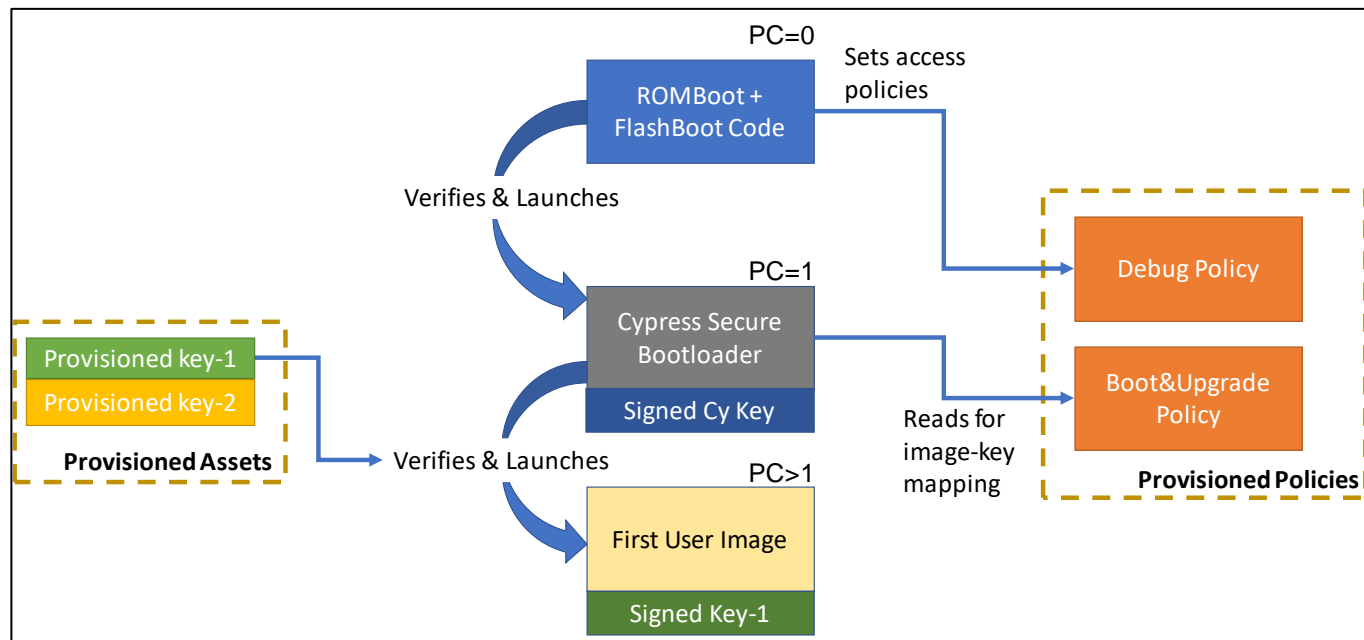 PC=0
ROMBoot +
FlashBoot Code
Sets access
policies
Verifies & Launches
PC=1
Cypress Secure
Bootloader
Signed Cy Key
Debug Policy
Boot&Upgrade
Policy
Provisioned Policies
Reads for
image-key
mapping
Provisioned key-1
Provisioned key-2
Provisioned Assets
Verifies & Launches
PC>1
First User Image
Signed Key-1